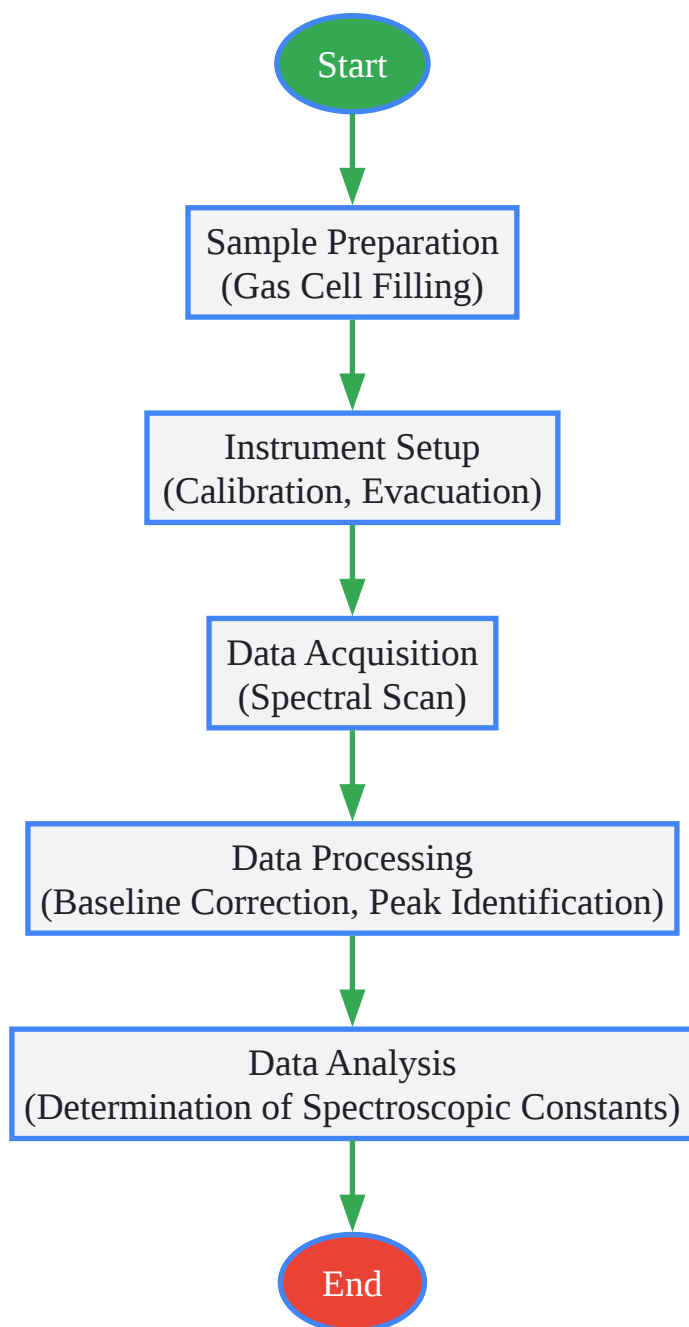 Start
Sample Preparation
(Gas Cell Filling)
Instrument Setup
(Calibration, Evacuation)
Data Acquisition
(Spectral Scan)
Data Processing
(Baseline Correction, Peak Identification)
Data Analysis
(Determination of Spectroscopic Constants)
End